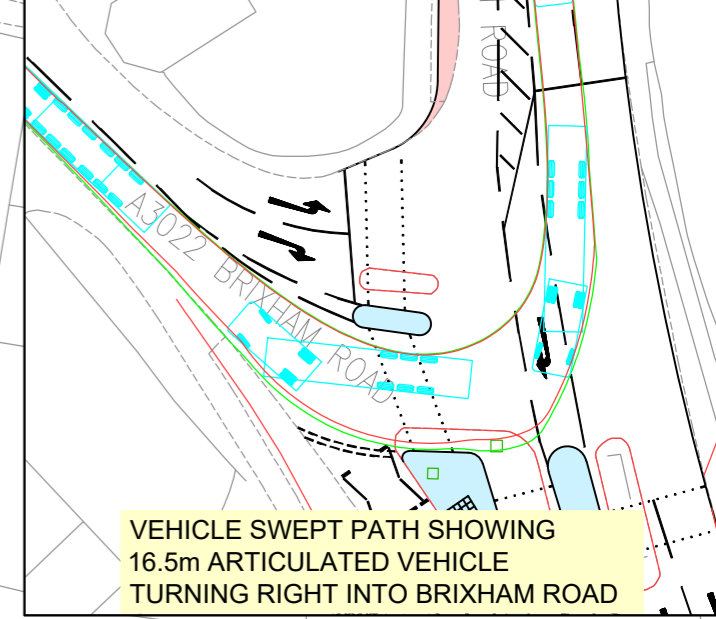 ROAD
A3022 BRIXHAM ROAD
VEHICLE SWEPT PATH SHOWING
16.5m ARTICULATED VEHICLE
TURNING RIGHT INTO BRIXHAM ROAD